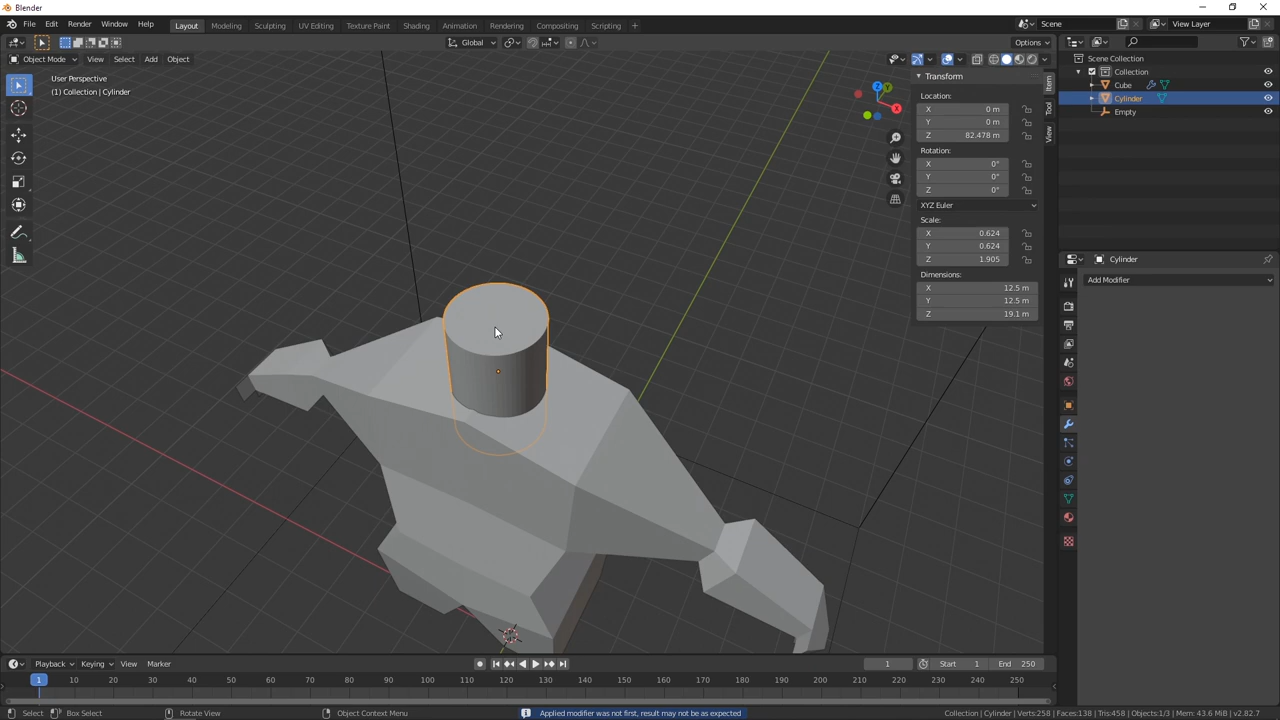 Blender
File Edit Render Window Help Layout Modeling Sculpting UV Editing Texture Paint Shading Animation Rendering Compositing Scripting + Scene View Layer
Global Options
Object Mode View Select Add Object
User Perspective
(1) Collection | Cylinder
Transform
Location:
X 0 m
Y 0 m
Z 82.478 m
Rotation:
X 0°
Y 0°
Z 0°
XYZ Euler
Scale:
X 0.624
Y 0.624
Z 1.905
Dimensions:
X 12.5 m
Y 12.5 m
Z 19.1 m
Item
Tool
View
Z
Y
X
Scene Collection
Collection
Cube
Cylinder
Empty
Cylinder
Add Modifier
Playback Keying View Marker 1 Start 1 End 250
1 10 20 30 40 50 60 70 80 90 100 110 120 130 140 150 160 170 180 190 200 210 220 230 240 250
Select Box Select Rotate View Object Context Menu Applied modifier was not first, result may not be as expected Collection | Cylinder | Verts:258 | Faces:138 | Tris:458 | Objects:1/3 | Mem: 43.6 MiB | v2.82.7